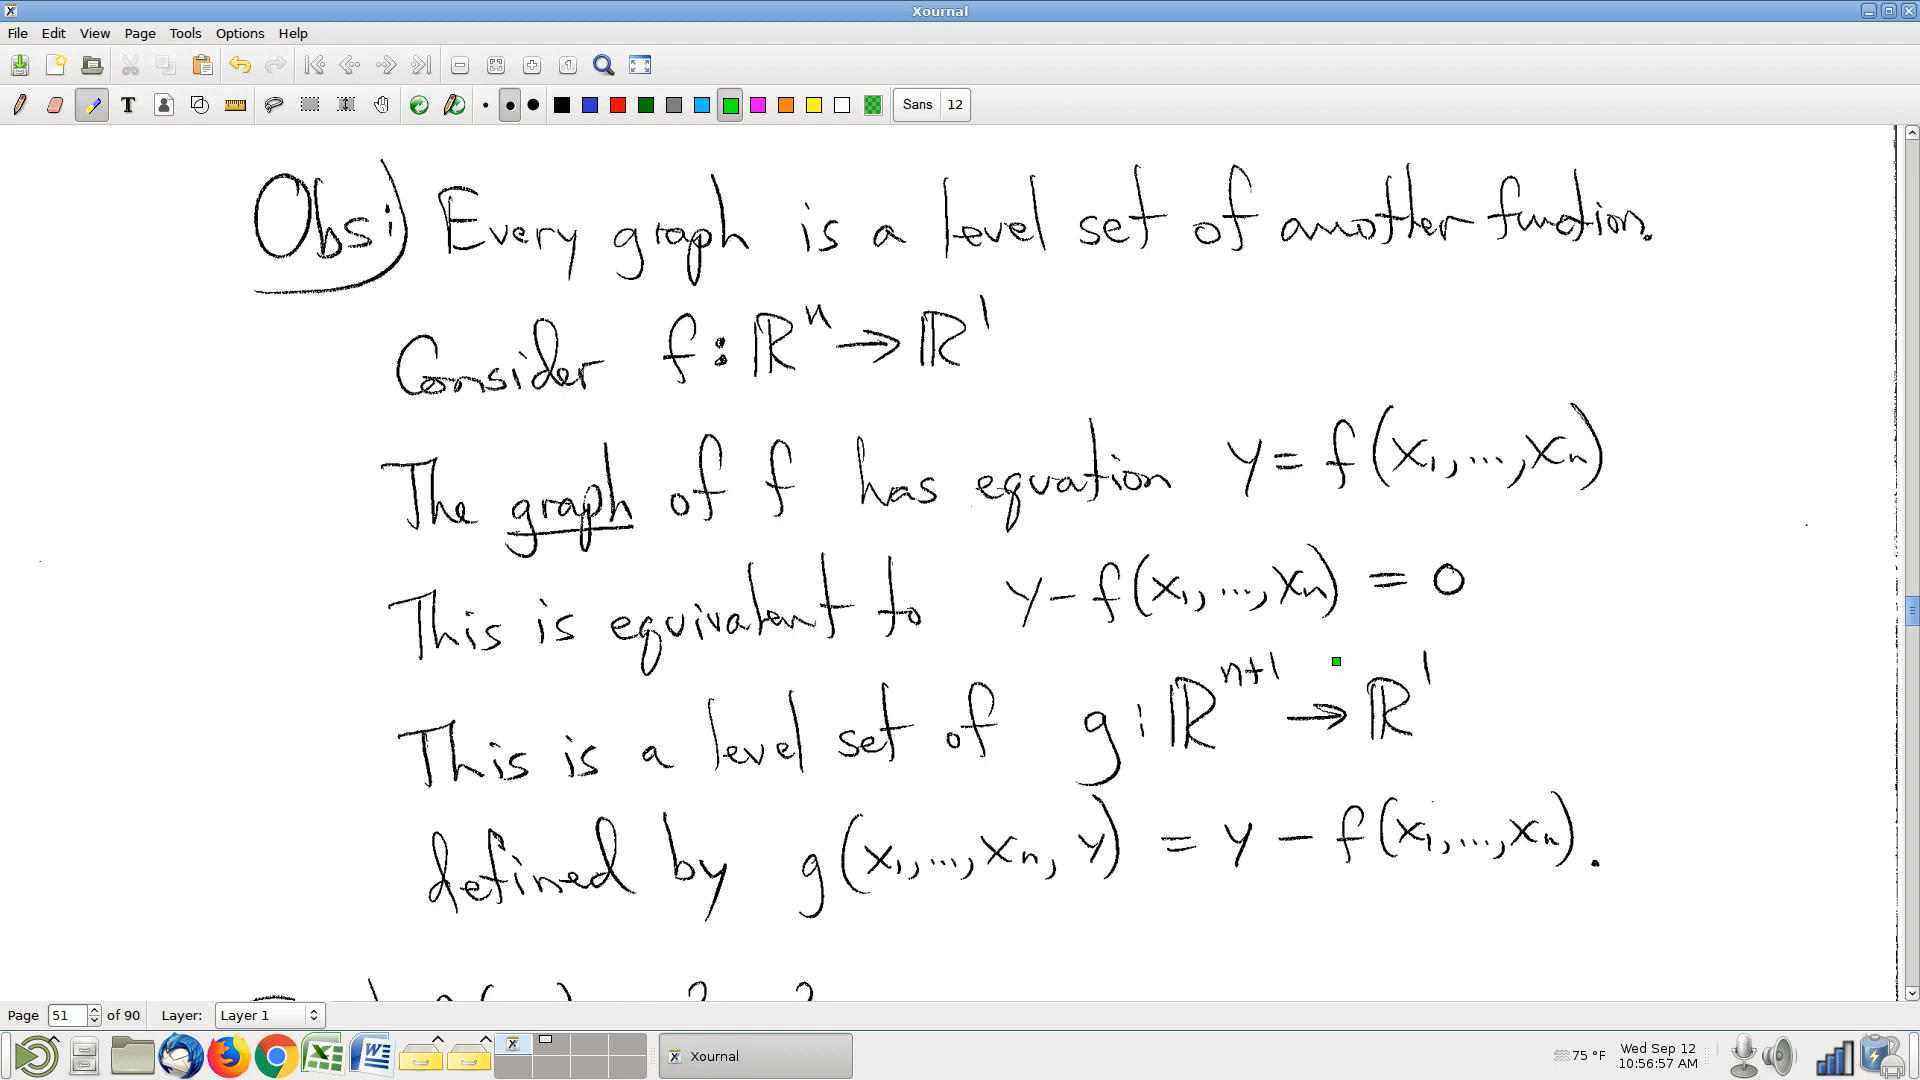 Xournal
File Edit View Page Tools Options Help
Sans 12
Obs: Every graph is a level set of another function.
Consider f: ℝⁿ → ℝ¹
The graph of f has equation y = f(x₁,...,xₙ)
This is equivalent to y - f(x₁,...,xₙ) = 0
This is a level set of g: ℝⁿ⁺¹ → ℝ¹
defined by g(x₁,...,xₙ, y) = y - f(x₁,...,xₙ).
Page 51 of 90 Layer: Layer 1
Xournal
75 °F
Wed Sep 12
10:56:57 AM